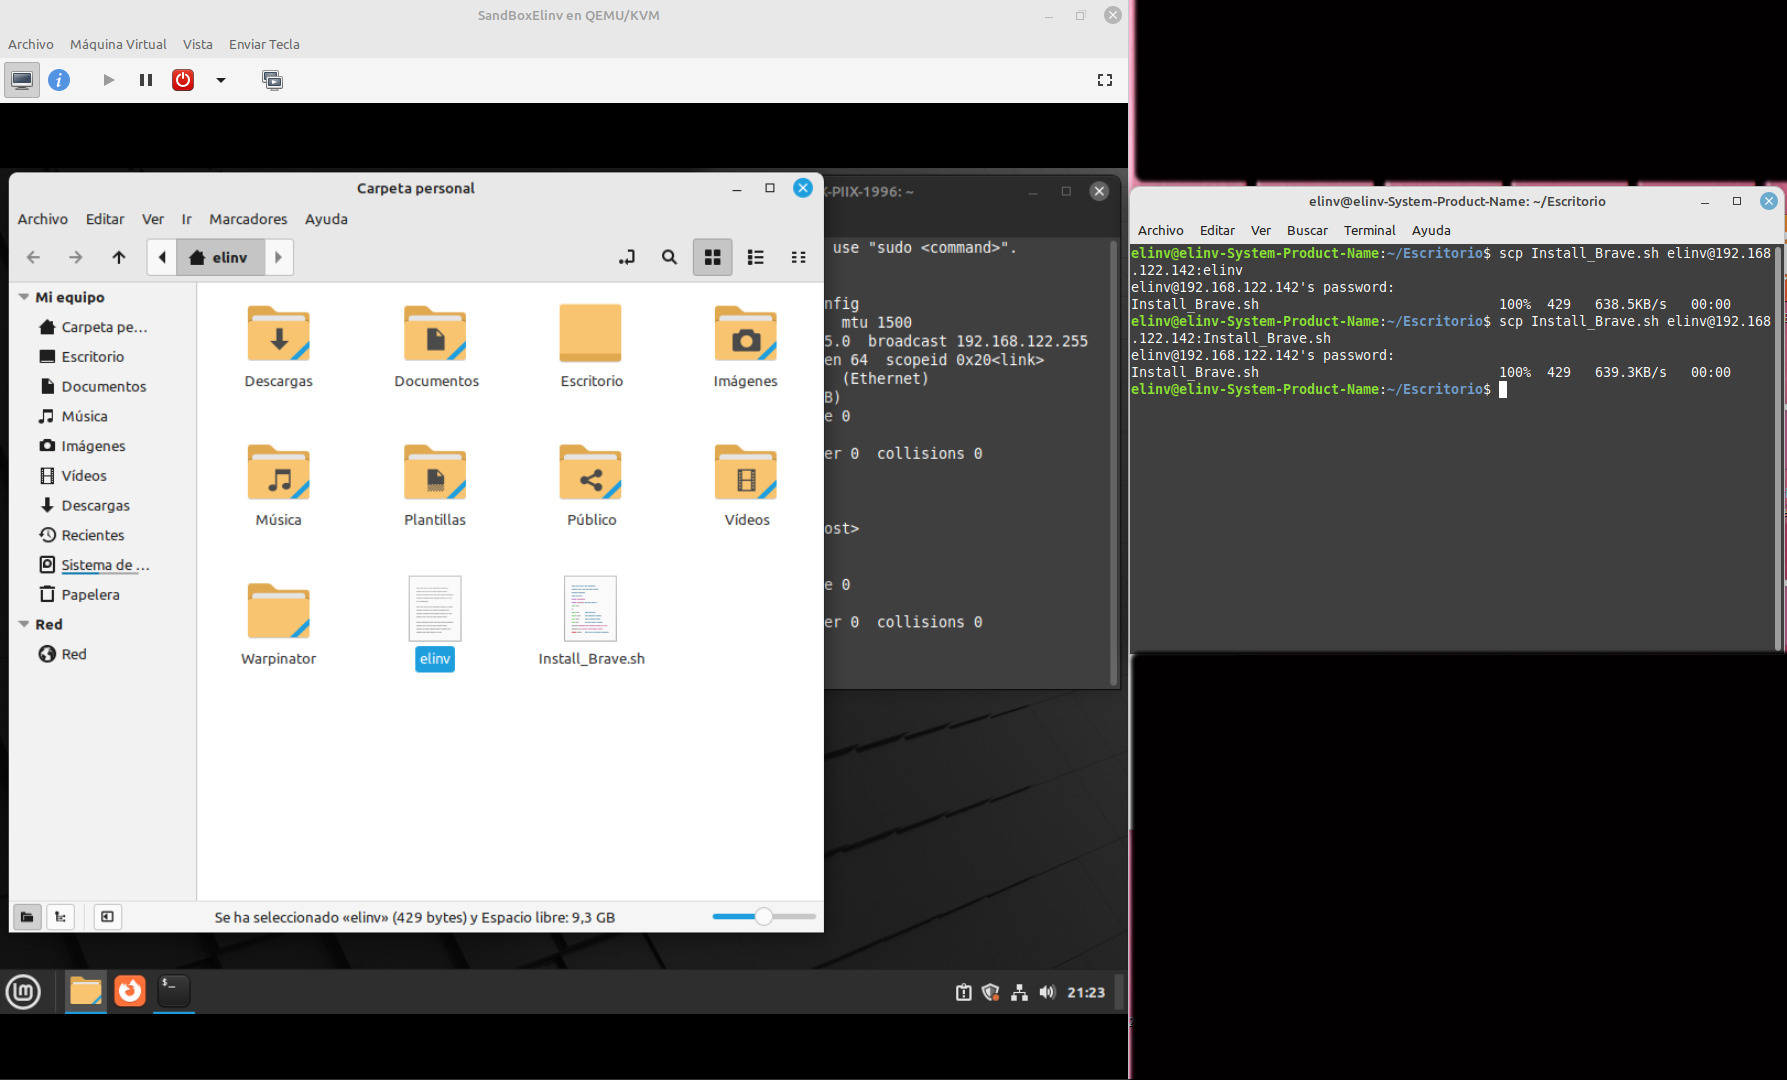 SandBoxElinv en QEMU/KVM
Archivo Máquina Virtual Vista Enviar Tecla
Carpeta personal
Archivo Editar Ver Ir Marcadores Ayuda
elinv
Mi equipo
Carpeta pe...
Escritorio
Documentos
Música
Imágenes
Vídeos
Descargas
Recientes
Sistema de ...
Papelera
Red
Red
Descargas Documentos Escritorio Imágenes
Música Plantillas Público Vídeos
Warpinator elinv Install_Brave.sh
Se ha seleccionado «elinv» (429 bytes) y Espacio libre: 9,3 GB
-PIIX-1996: ~
use "sudo <command>".
nfig
mtu 1500
5.0 broadcast 192.168.122.255
en 64 scopeid 0x20<link>
(Ethernet)
B)
e 0
er 0 collisions 0
ost>
e 0
er 0 collisions 0
21:23
elinv@elinv-System-Product-Name: ~/Escritorio
Archivo Editar Ver Buscar Terminal Ayuda
elinv@elinv-System-Product-Name:~/Escritorio$ scp Install_Brave.sh elinv@192.168
.122.142:elinv
elinv@192.168.122.142's password:
Install_Brave.sh 100% 429 638.5KB/s 00:00
elinv@elinv-System-Product-Name:~/Escritorio$ scp Install_Brave.sh elinv@192.168
.122.142:Install_Brave.sh
elinv@192.168.122.142's password:
Install_Brave.sh 100% 429 639.3KB/s 00:00
elinv@elinv-System-Product-Name:~/Escritorio$